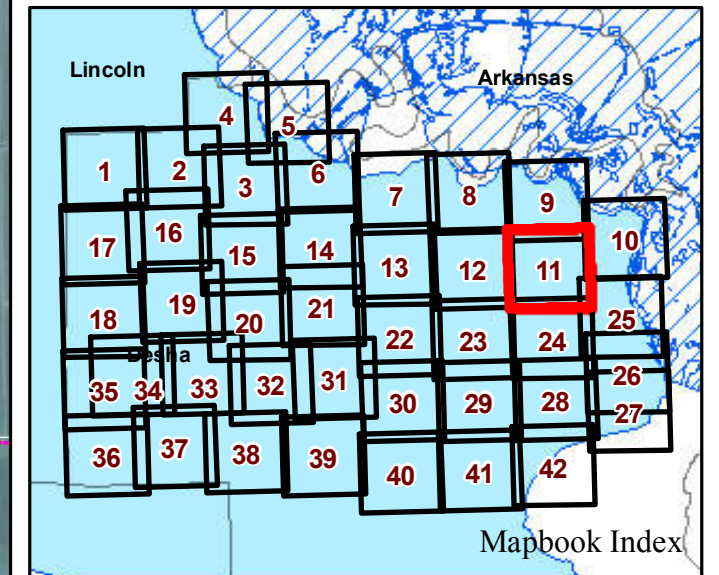 Lincoln
Arkansas
4
5
1 2 3 6 7 8 9
10
17 16 15 14 13 12 11
18 19 20 21 22 23 24 25
Desha
35 34 33 32 31 30 29 28 26
27
36 37 38 39 40 41 42
Mapbook Index